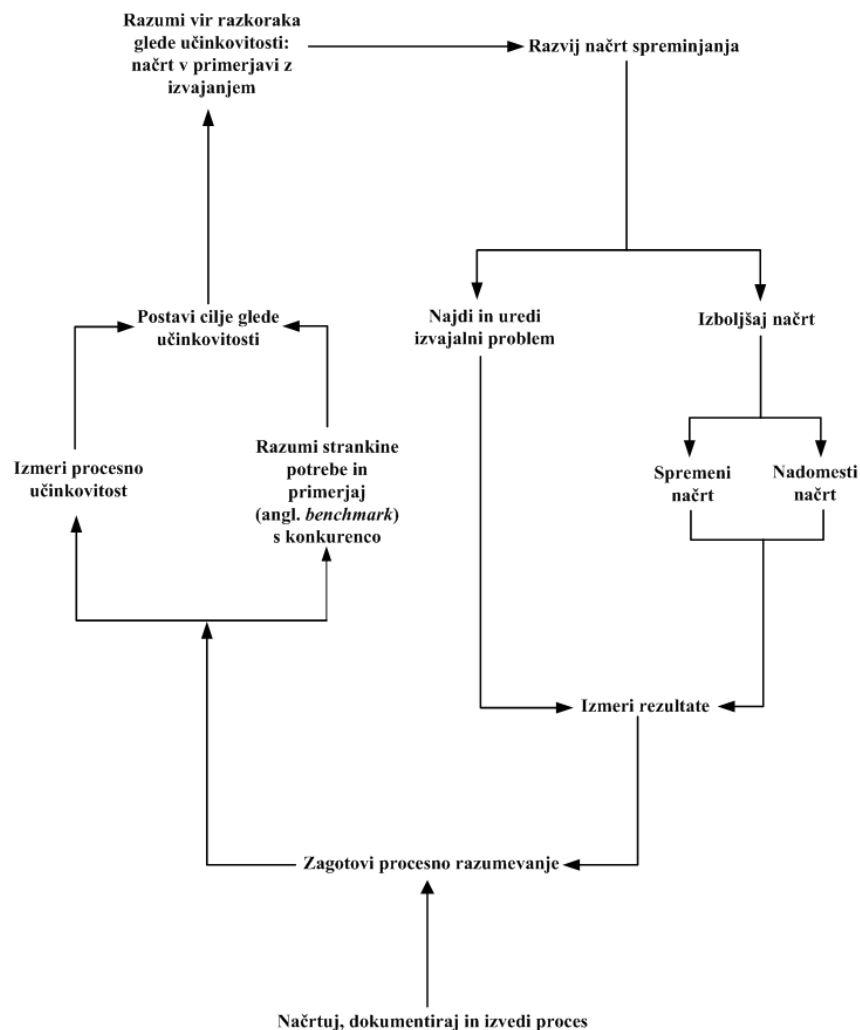 Razumi vir razkoraka
glede učinkovitosti:
načrt v primerjavi z
izvajanjem
Razvij načrt spreminjanja
Postavi cilje glede
učinkovitosti
Najdi in uredi
izvajalni problem
Izboljšaj načrt
Izmeri procesno
učinkovitost
Razumi strankine
potrebe in
primerjaj
(angl. benchmark)
s konkurenco
Spremeni
načrt
Nadomesti
načrt
Izmeri rezultate
Zagotovi procesno razumevanje
Načrtuj, dokumentiraj in izvedi proces